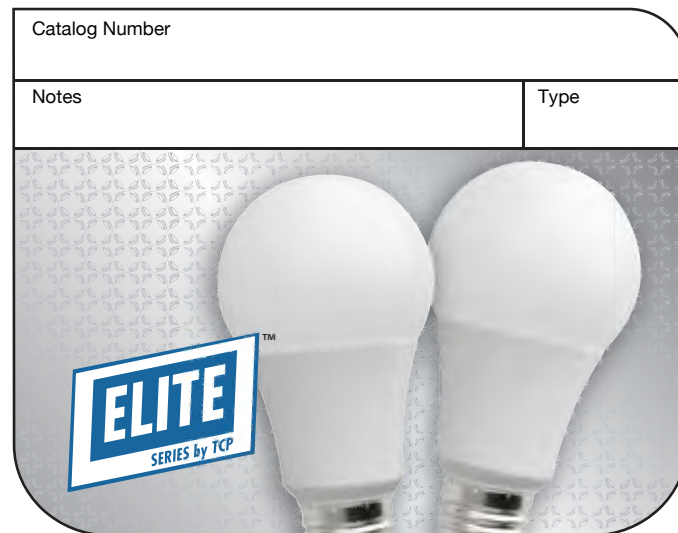 Catalog Number
Notes
Type
™
ELITE
SERIES by TCP